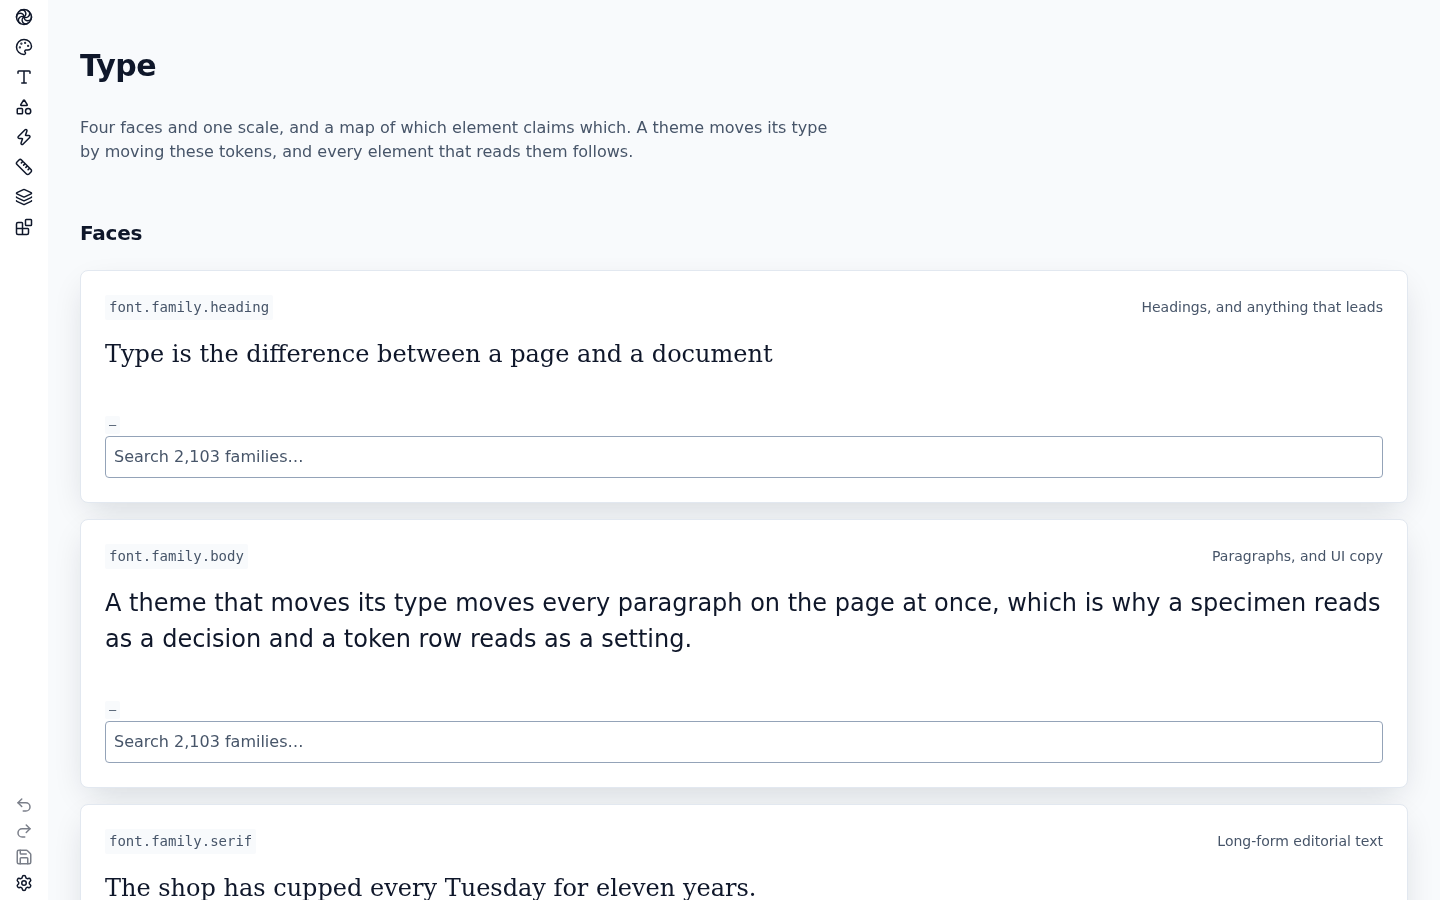 Type
Four faces and one scale, and a map of which element claims which. A theme moves its type
by moving these tokens, and every element that reads them follows.
Faces
font.family.heading
Headings, and anything that leads
Type is the difference between a page and a document
—
Search 2,103 families…
font.family.body
Paragraphs, and UI copy
A theme that moves its type moves every paragraph on the page at once, which is why a specimen reads
as a decision and a token row reads as a setting.
—
Search 2,103 families…
font.family.serif
Long-form editorial text
The shop has cupped every Tuesday for eleven years.